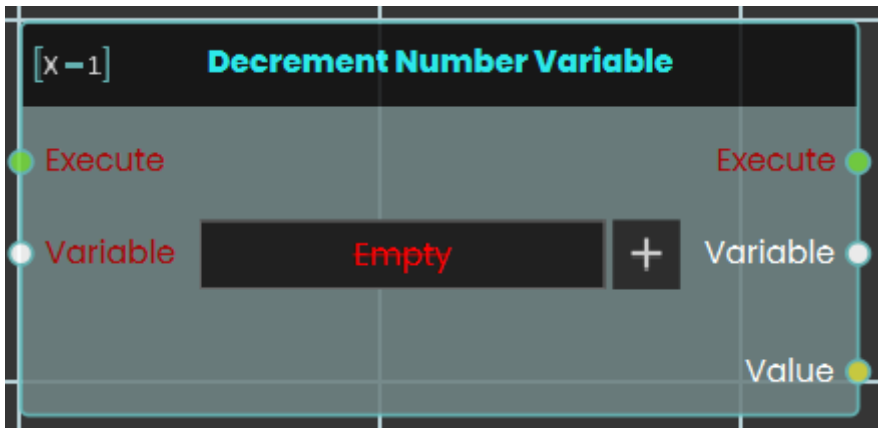 [x-1] Decrement Number Variable
Execute Execute
Variable Empty + Variable
Value